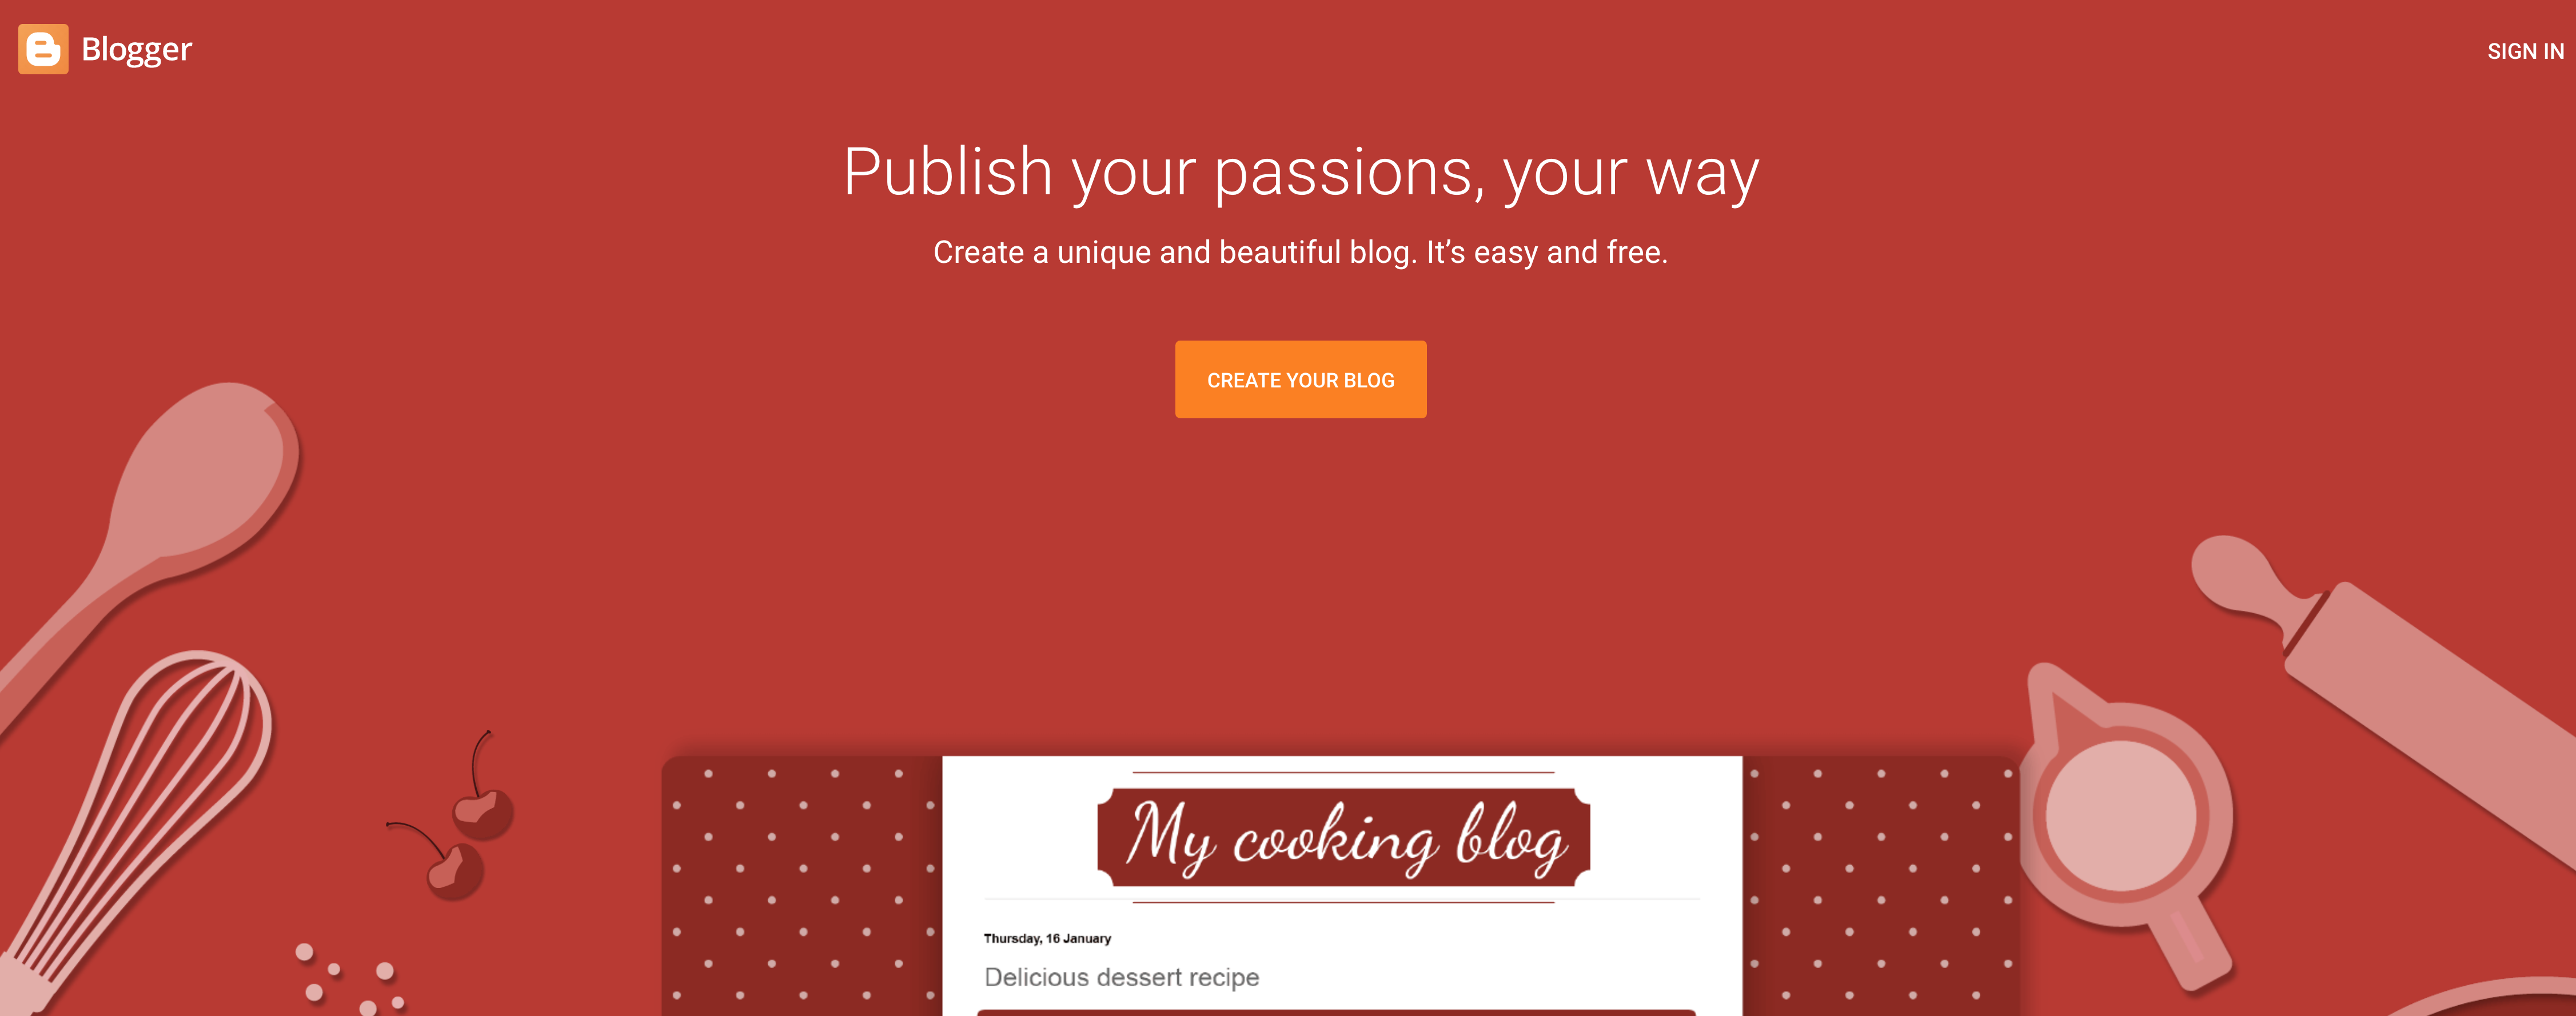 Blogger
SIGN IN
Publish your passions, your way
Create a unique and beautiful blog. It’s easy and free.
CREATE YOUR BLOG
My cooking blog
Thursday, 16 January
Delicious dessert recipe